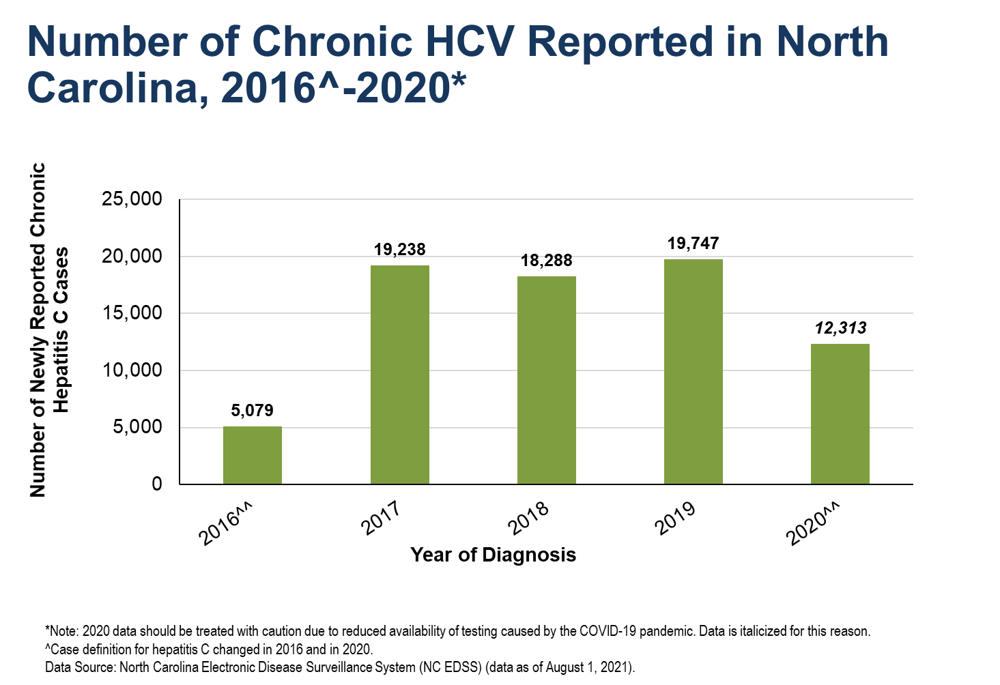 Number of Chronic HCV Reported in North
Carolina, 2016^-2020*
Number of Newly Reported Chronic
Hepatitis C Cases
25,000
20,000
15,000
10,000
5,000
0
5,079
19,238
18,288
19,747
12,313
2016^^
2017
2018
2019
2020^^
Year of Diagnosis
*Note: 2020 data should be treated with caution due to reduced availability of testing caused by the COVID-19 pandemic. Data is italicized for this reason.
^Case definition for hepatitis C changed in 2016 and in 2020.
Data Source: North Carolina Electronic Disease Surveillance System (NC EDSS) (data as of August 1, 2021).